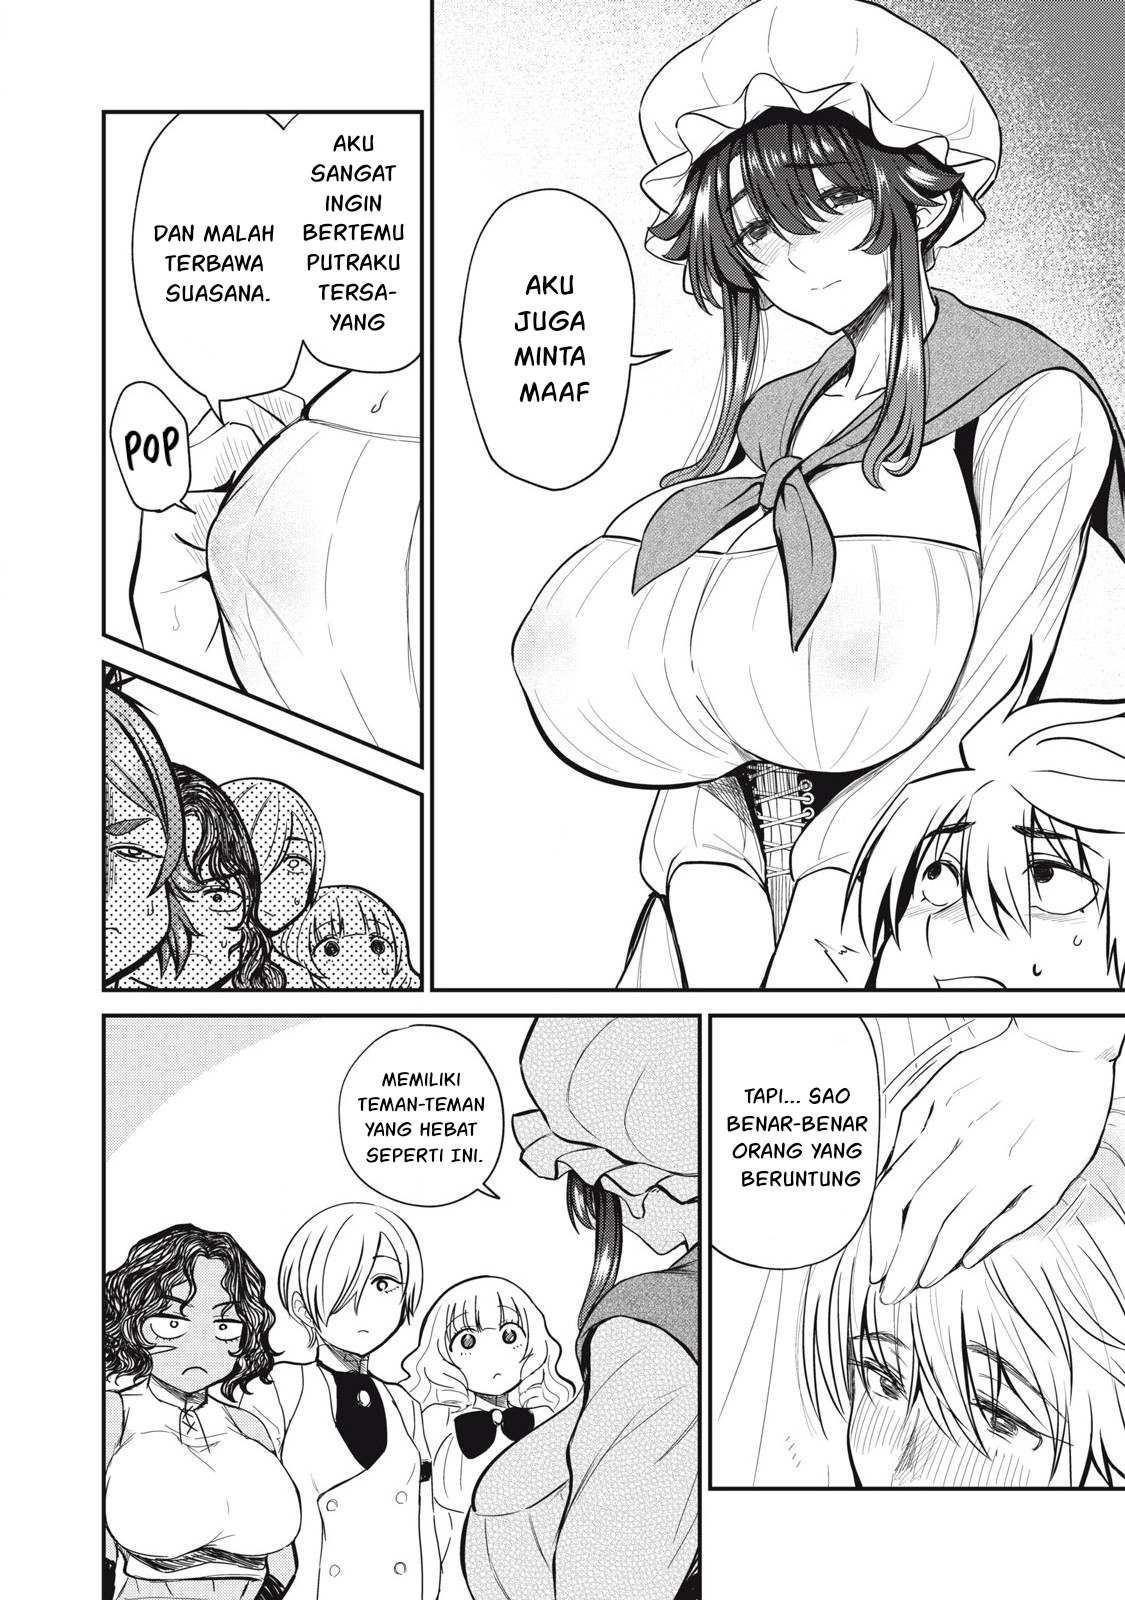 AKU
JUGA
MINTA
MAAF
AKU
SANGAT
INGIN
BERTEMU
PUTRAKU
TERSA-
YANG
DAN MALAH
TERBAWA
SUASANA.
POP
TAPI... SAO
BENAR-BENAR
ORANG YANG
BERUNTUNG
MEMILIKI
TEMAN-TEMAN
YANG HEBAT
SEPERTI INI.